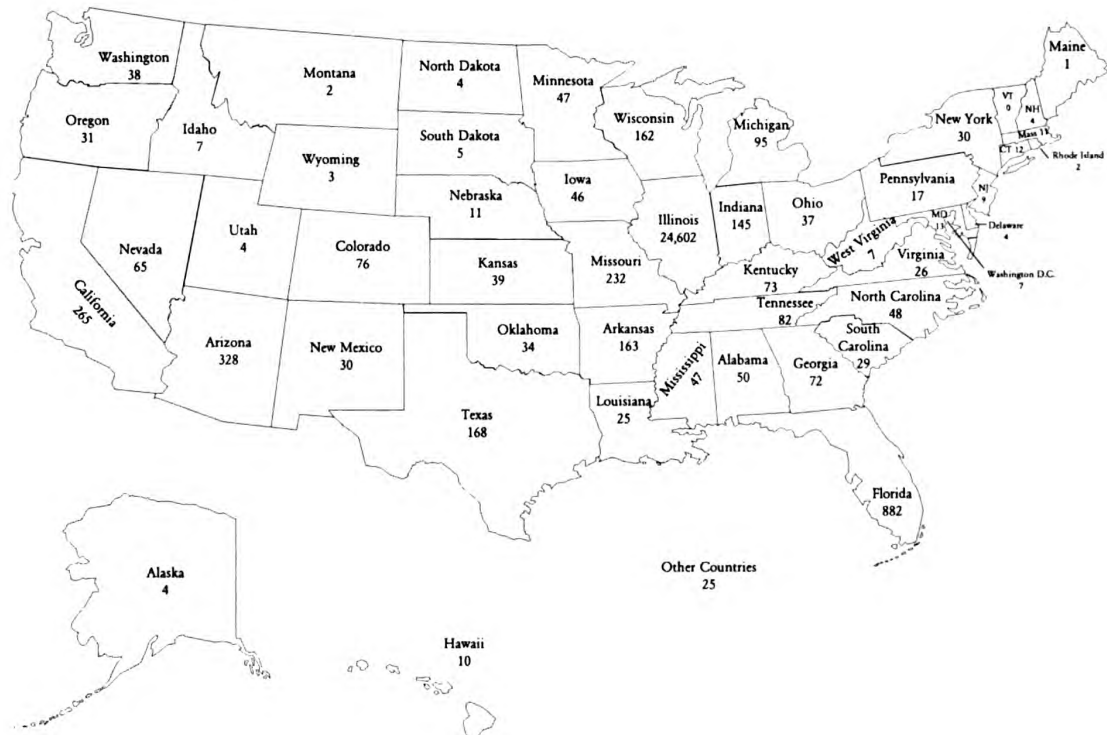 Washington
38
Oregon
31
Idaho
7
Montana
2
North Dakota
4
Minnesota
47
South Dakota
5
Wyoming
3
Nebraska
11
Iowa
46
Wisconsin
162
Michigan
95
New York
30
Maine
1
VT
0
NH
4
CT 12
Rhode Island
2
Pennsylvania
17
NJ
9
MD
13
Delaware
4
Washington D.C.
7
Nevada
65
Utah
4
Colorado
76
Kansas
39
Missouri
232
Illinois
24,602
Indiana
145
Ohio
37
West Virginia
7
Virginia
26
Kentucky
73
California
265
Arizona
328
New Mexico
30
Oklahoma
34
Arkansas
163
Tennessee
82
North Carolina
48
South
Carolina
29
Texas
168
Louisiana
25
Mississippi
47
Alabama
50
Georgia
72
Florida
882
Alaska
4
Hawaii
10
Other Countries
25